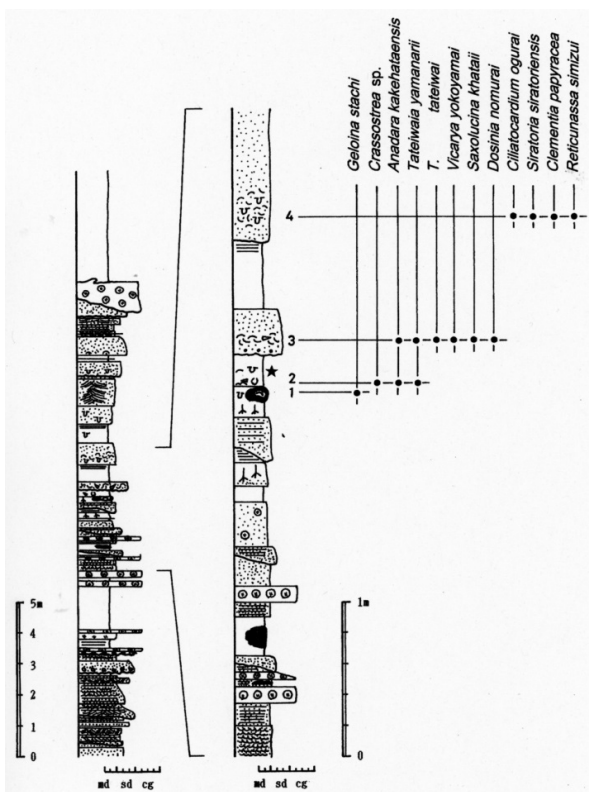 Geloina stachi
Crassostrea sp.
Anadara kakehataensis
Tateiwaia yamanarii
T. tateiwai
Vicarya yokoyamai
Saxolucina khataii
Dosinia nomurai
Ciliatocardium ogurai
Siratoria siratoriensis
Clementia papyracea
Reticunassa simizui
4
3
2
1
5m
4
3
2
1
0
1m
0
md sd cg
md sd cg